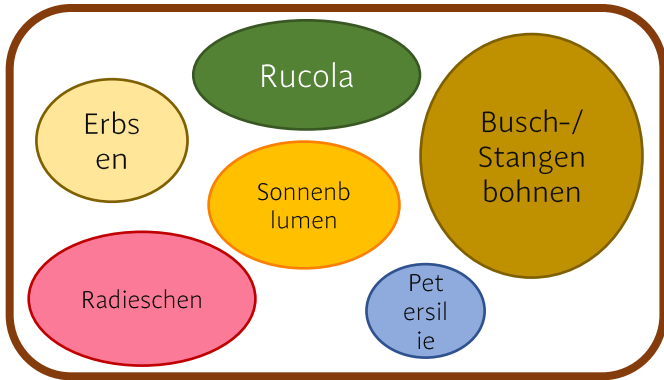 Rucola
Erbs
en
Busch-/
Stangen
bohnen
Sonnenb
lumen
Radieschen
Pet
ersil
ie